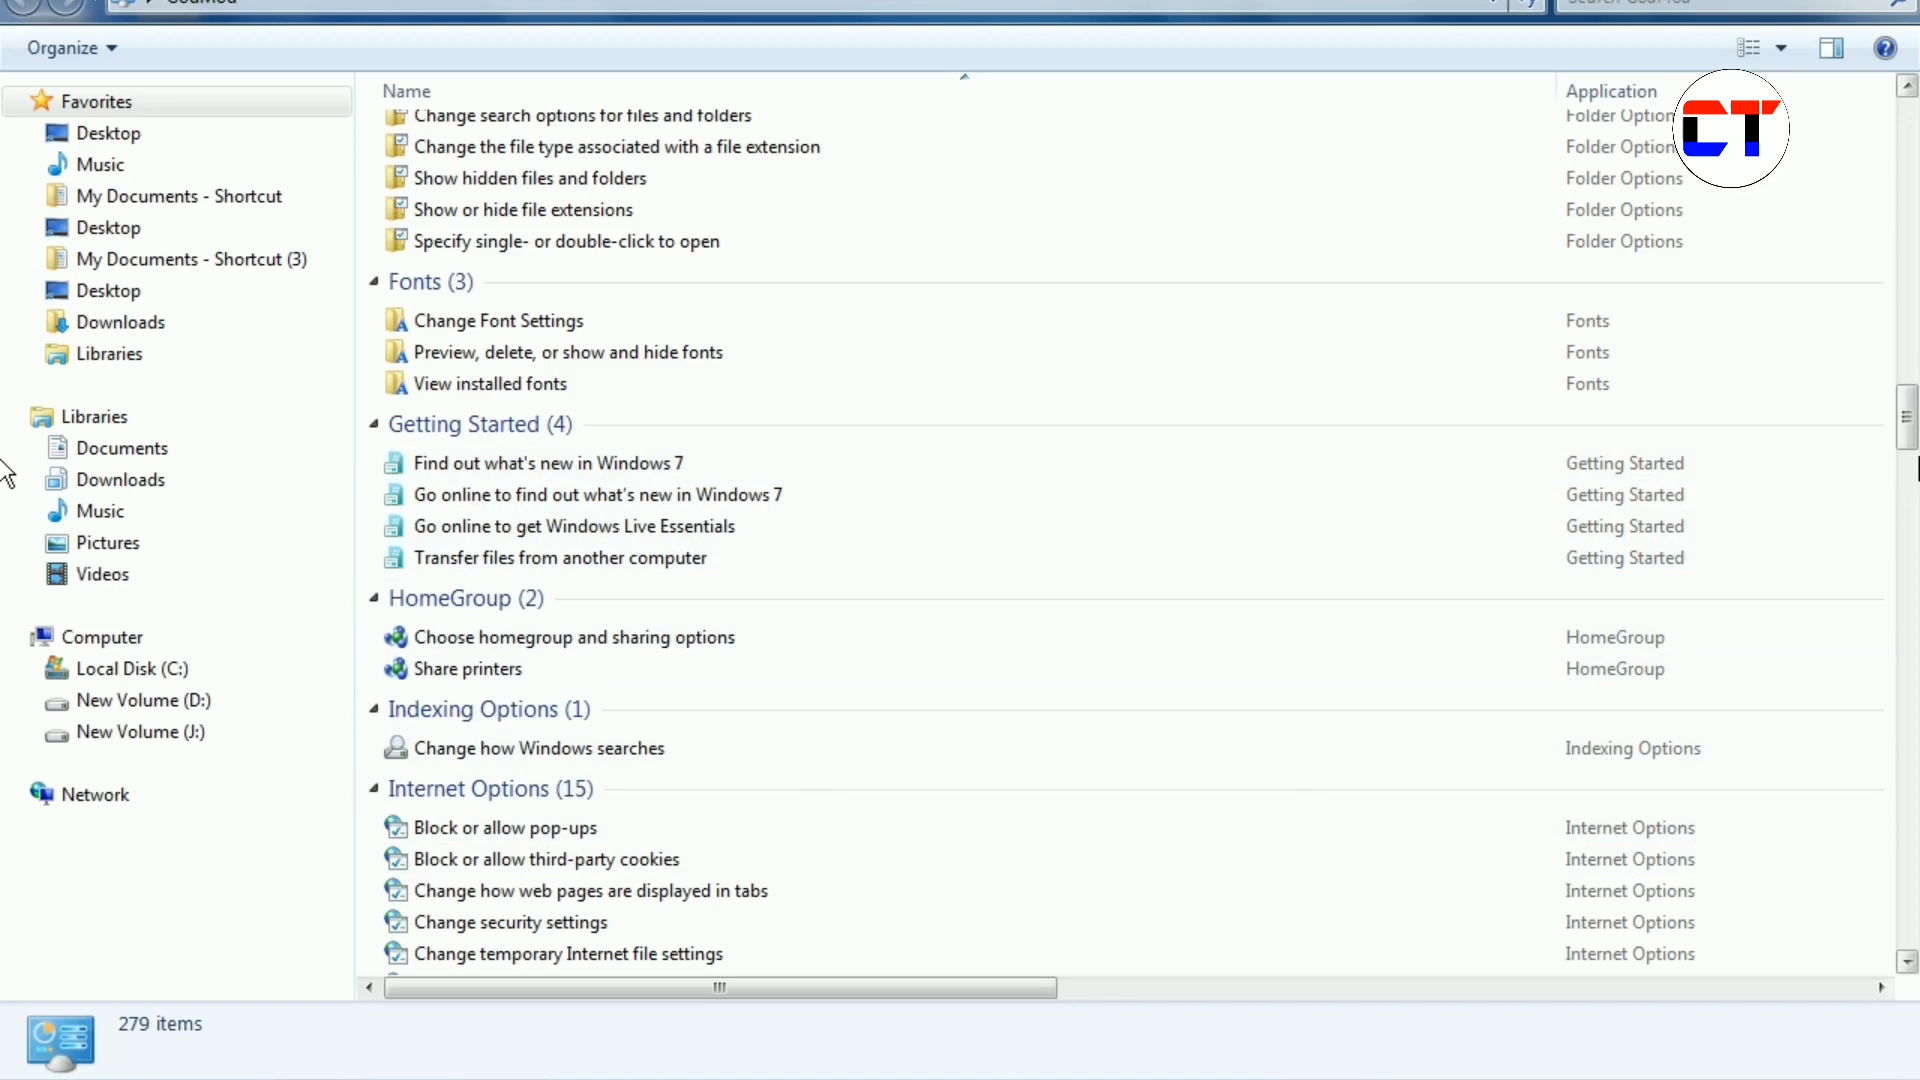 Organize
Favorites
Desktop
Music
My Documents - Shortcut
Desktop
My Documents - Shortcut (3)
Desktop
Downloads
Libraries
Libraries
Documents
Downloads
Music
Pictures
Videos
Computer
Local Disk (C:)
New Volume (D:)
New Volume (J:)
Network
Name Application
Change search options for files and folders Folder Option
Change the file type associated with a file extension Folder Option
Show hidden files and folders Folder Options
Show or hide file extensions Folder Options
Specify single- or double-click to open Folder Options
Fonts (3)
Change Font Settings Fonts
Preview, delete, or show and hide fonts Fonts
View installed fonts Fonts
Getting Started (4)
Find out what's new in Windows 7 Getting Started
Go online to find out what's new in Windows 7 Getting Started
Go online to get Windows Live Essentials Getting Started
Transfer files from another computer Getting Started
HomeGroup (2)
Choose homegroup and sharing options HomeGroup
Share printers HomeGroup
Indexing Options (1)
Change how Windows searches Indexing Options
Internet Options (15)
Block or allow pop-ups Internet Options
Block or allow third-party cookies Internet Options
Change how web pages are displayed in tabs Internet Options
Change security settings Internet Options
Change temporary Internet file settings Internet Options
279 items
CT